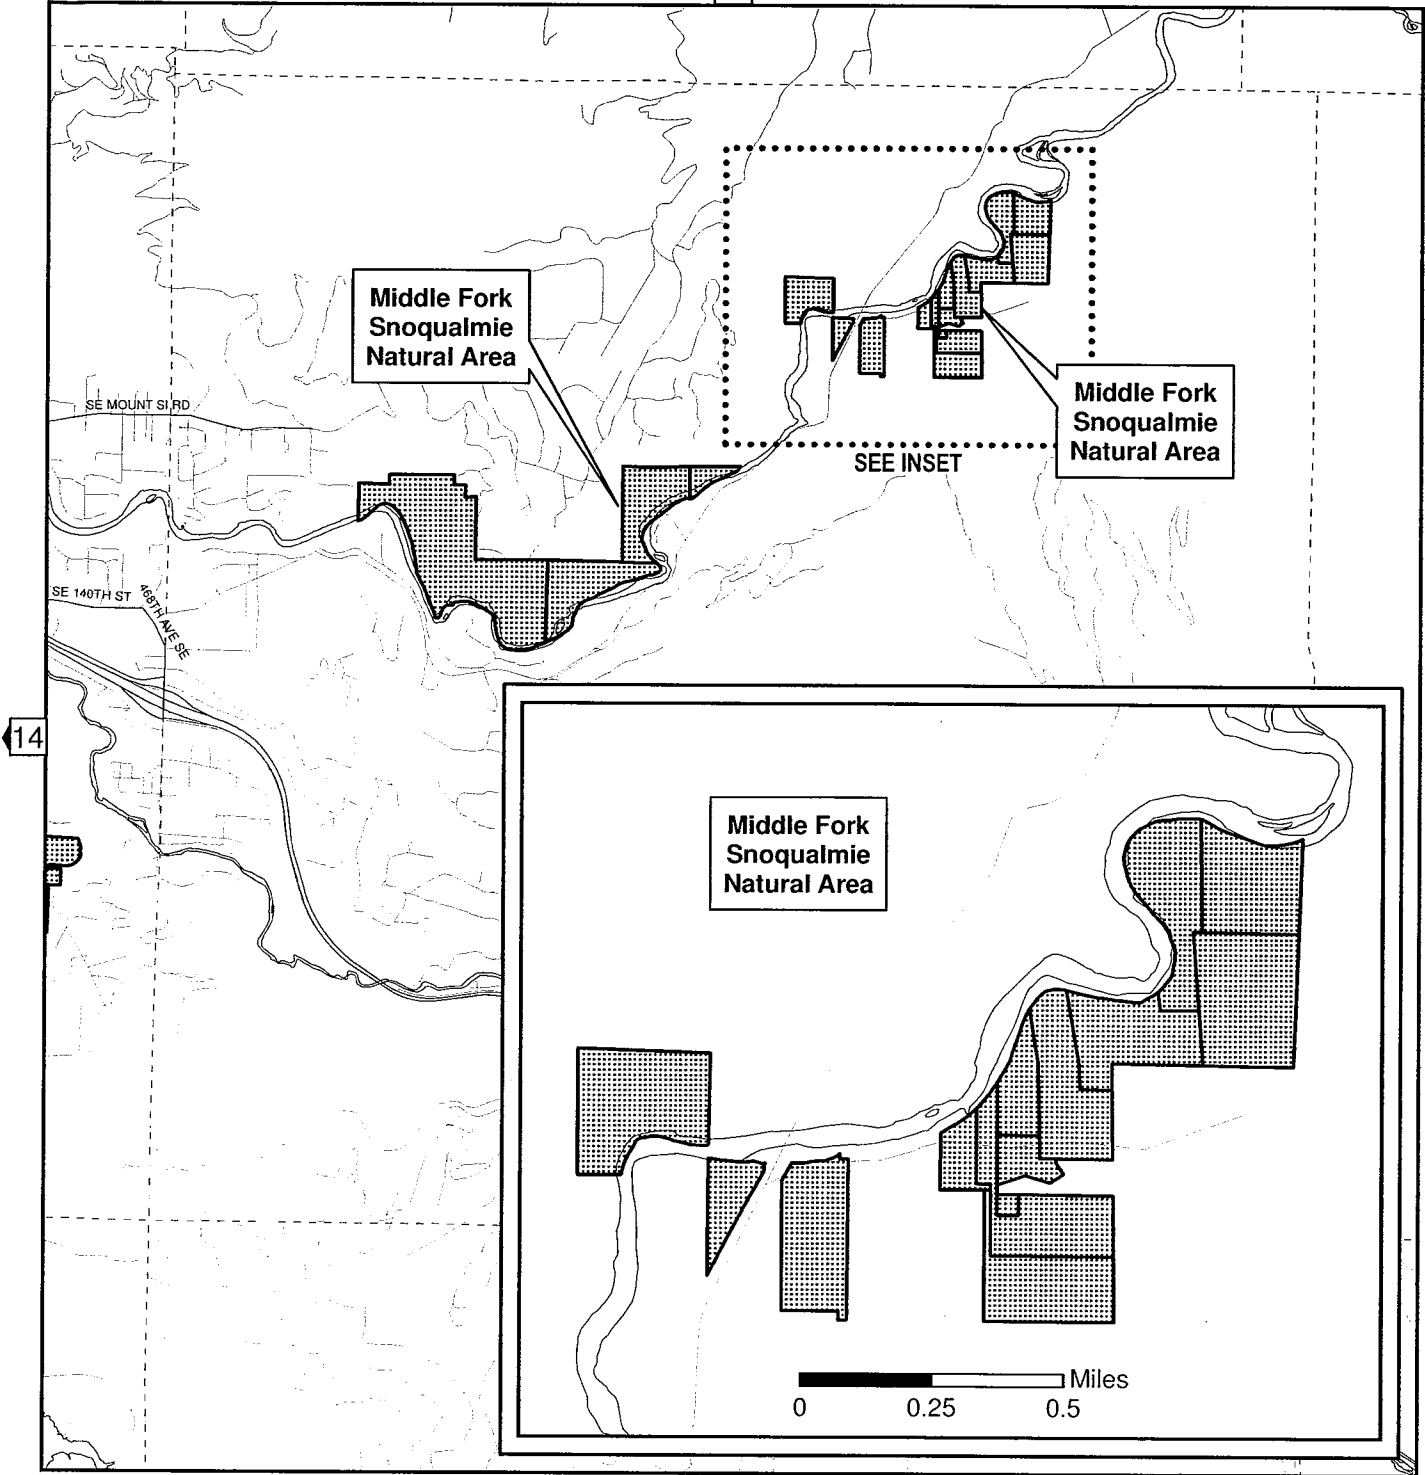 Middle Fork
Snoqualmie
Natural Area
Middle Fork
Snoqualmie
Natural Area
SEE INSET
SE MOUNT SI RD
SE 140TH ST
468TH AVE SE
14
Middle Fork
Snoqualmie
Natural Area
Miles
0 0.25 0.5